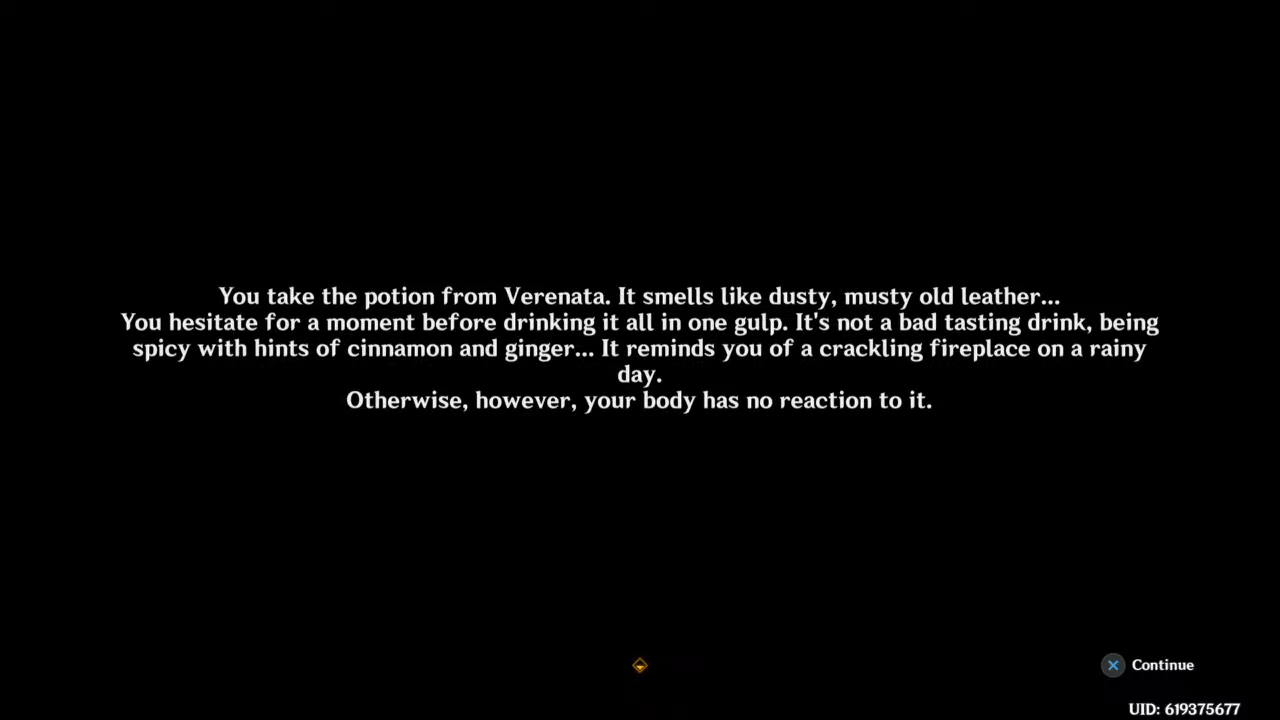 You take the potion from Verenata. It smells like dusty, musty old leather...
You hesitate for a moment before drinking it all in one gulp. It's not a bad tasting drink, being
spicy with hints of cinnamon and ginger... It reminds you of a crackling fireplace on a rainy
day.
Otherwise, however, your body has no reaction to it.
Continue
UID: 619375677